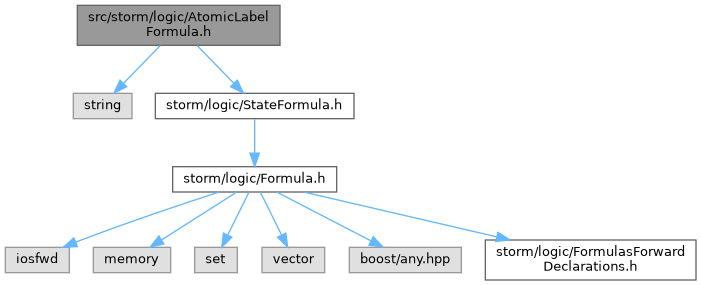 src/storm/logic/AtomicLabel
Formula.h
string
storm/logic/StateFormula.h
storm/logic/Formula.h
iosfwd
memory
set
vector
boost/any.hpp
storm/logic/FormulasForward
Declarations.h